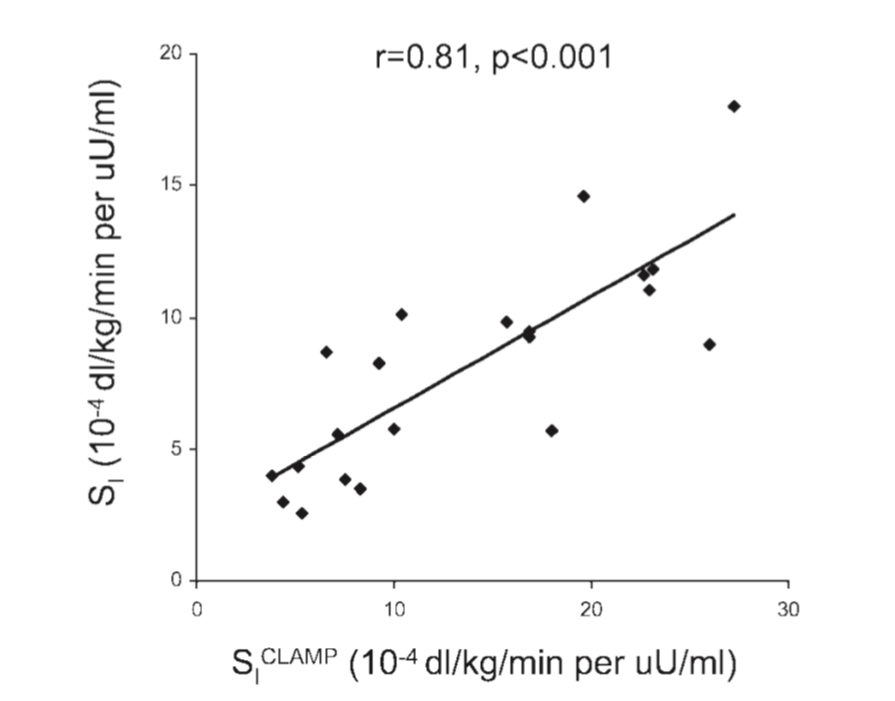 r=0.81, p<0.001
20
15
10
5
0
S_I (10^-4 dl/kg/min per uU/ml)
0 10 20 30
S_I^CLAMP (10^-4 dl/kg/min per uU/ml)